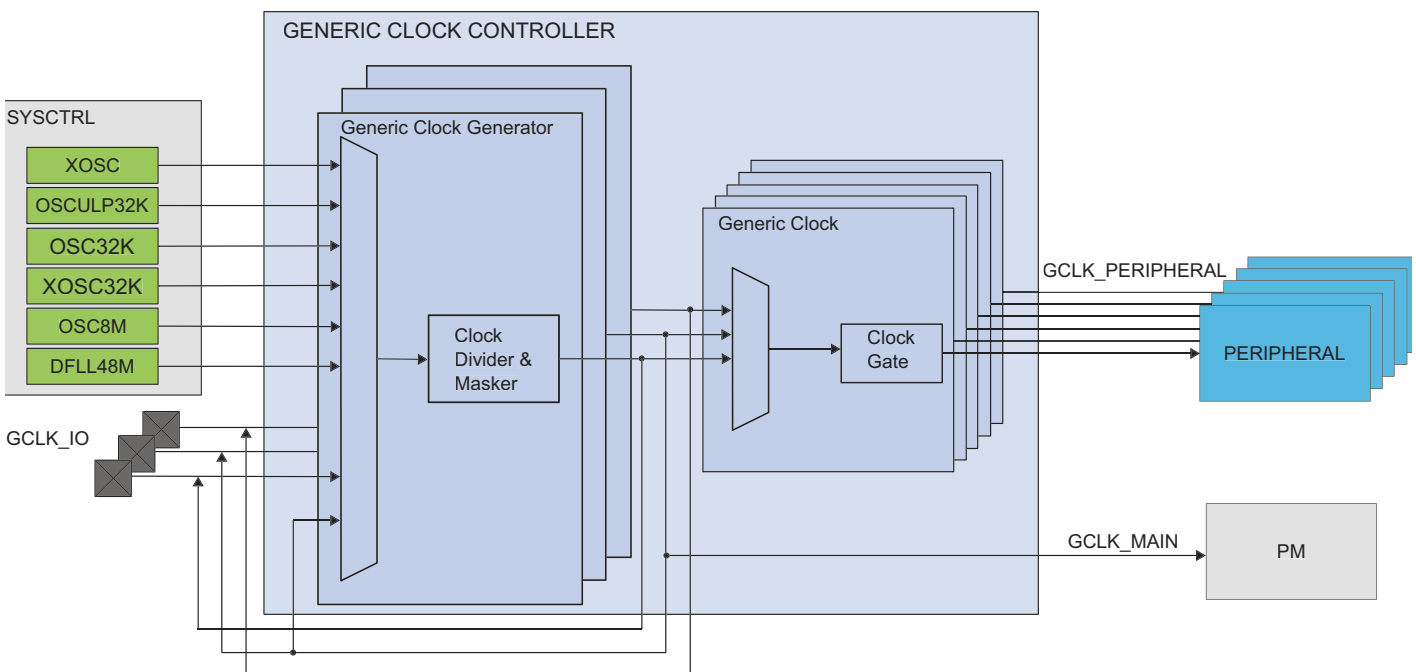 GENERIC CLOCK CONTROLLER
SYSCTRL
XOSC
OSCULP32K
OSC32K
XOSC32K
OSC8M
DFLL48M
GCLK_IO
Generic Clock Generator
Clock
Divider &
Masker
Generic Clock
Clock
Gate
GCLK_PERIPHERAL
PERIPHERAL
GCLK_MAIN
PM